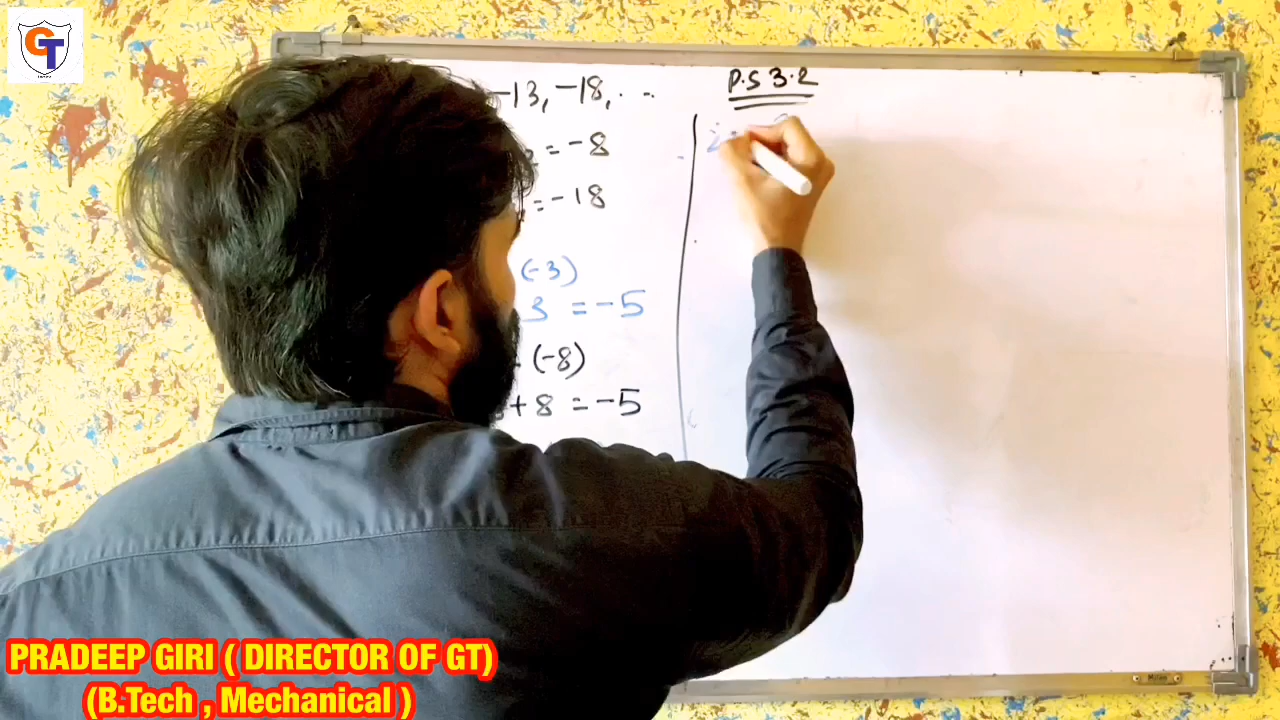 GT
-13, -18, . .
= -8
= -18
(-3)
3 = -5
(-8)
+ 8 = -5
P.S 3.2
PRADEEP GIRI ( DIRECTOR OF GT)
(B.Tech , Mechanical )